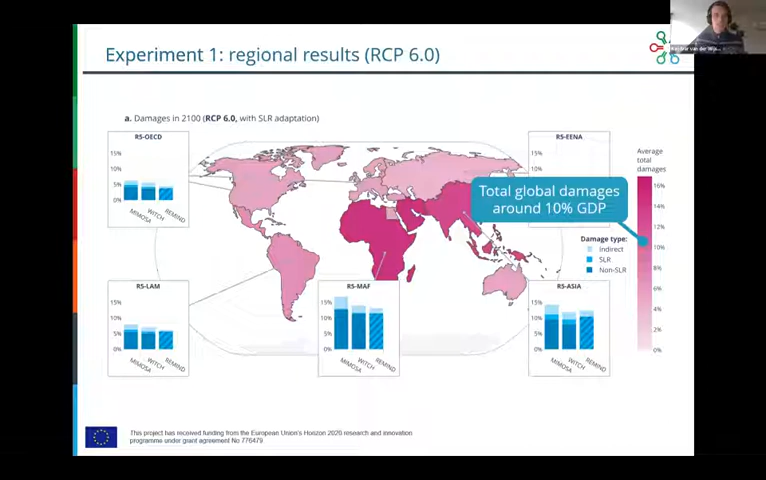 Experiment 1: regional results (RCP 6.0)
a. Damages in 2100 (RCP 6.0, with SLR adaptation)
R5-OECD
15%
10%
5%
0%
MIMOSA
WITCH
REMIND
R5-EENA
15%
10%
Total global damages
around 10% GDP
Average
total
damages
16%
14%
12%
10%
8%
6%
4%
2%
0%
Damage type:
Indirect
SLR
Non-SLR
R5-LAM
15%
10%
5%
0%
MIMOSA
WITCH
REMIND
R5-MAF
15%
10%
5%
0%
MIMOSA
WITCH
REMIND
R5-ASIA
15%
10%
5%
0%
MIMOSA
WITCH
REMIND
This project has received funding from the European Union's Horizon 2020 research and innovation
programme under grant agreement No 776479